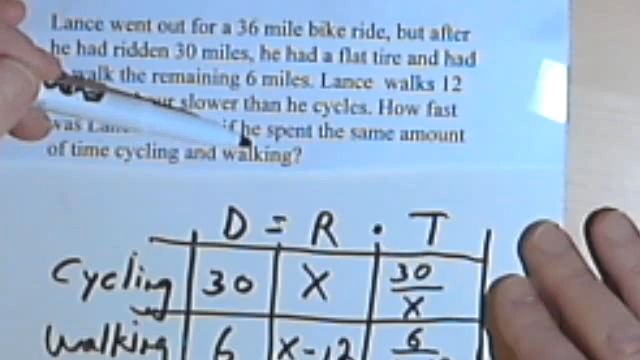 Lance went out for a 36 mile bike ride, but after
he had ridden 30 miles, he had a flat tire and had
walk the remaining 6 miles. Lance walks 12
slower than he cycles. How fast
was if he spent the same amount
of time cycling and walking?
D = R · T
Cycling 30 X 30/X
Walking 6 X-12 6